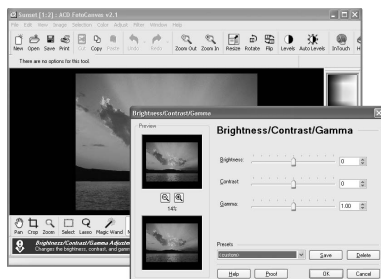 Sunset [1:2] : ACD FotoCanvas v2.1
File Edit View Image Selection Color Adjust Filter Window Help
New Open Save Print Cut Copy Paste Undo Redo Zoom Out Zoom In Resize Rotate Flip Levels Auto Levels InTouch
There are no options for this tool.
Brightness/Contrast/Gamma
Preview
Brightness/Contrast/Gamma
Brightness: 0
Contrast 0
14%
Gamma: 1.00
Pan Crop Zoom Select Lasso Magic Wand
Presets
(custom) Save Delete
Brightness/Contrast/Gamma
Changes the brightness, contrast, and
Help Proof OK Cancel